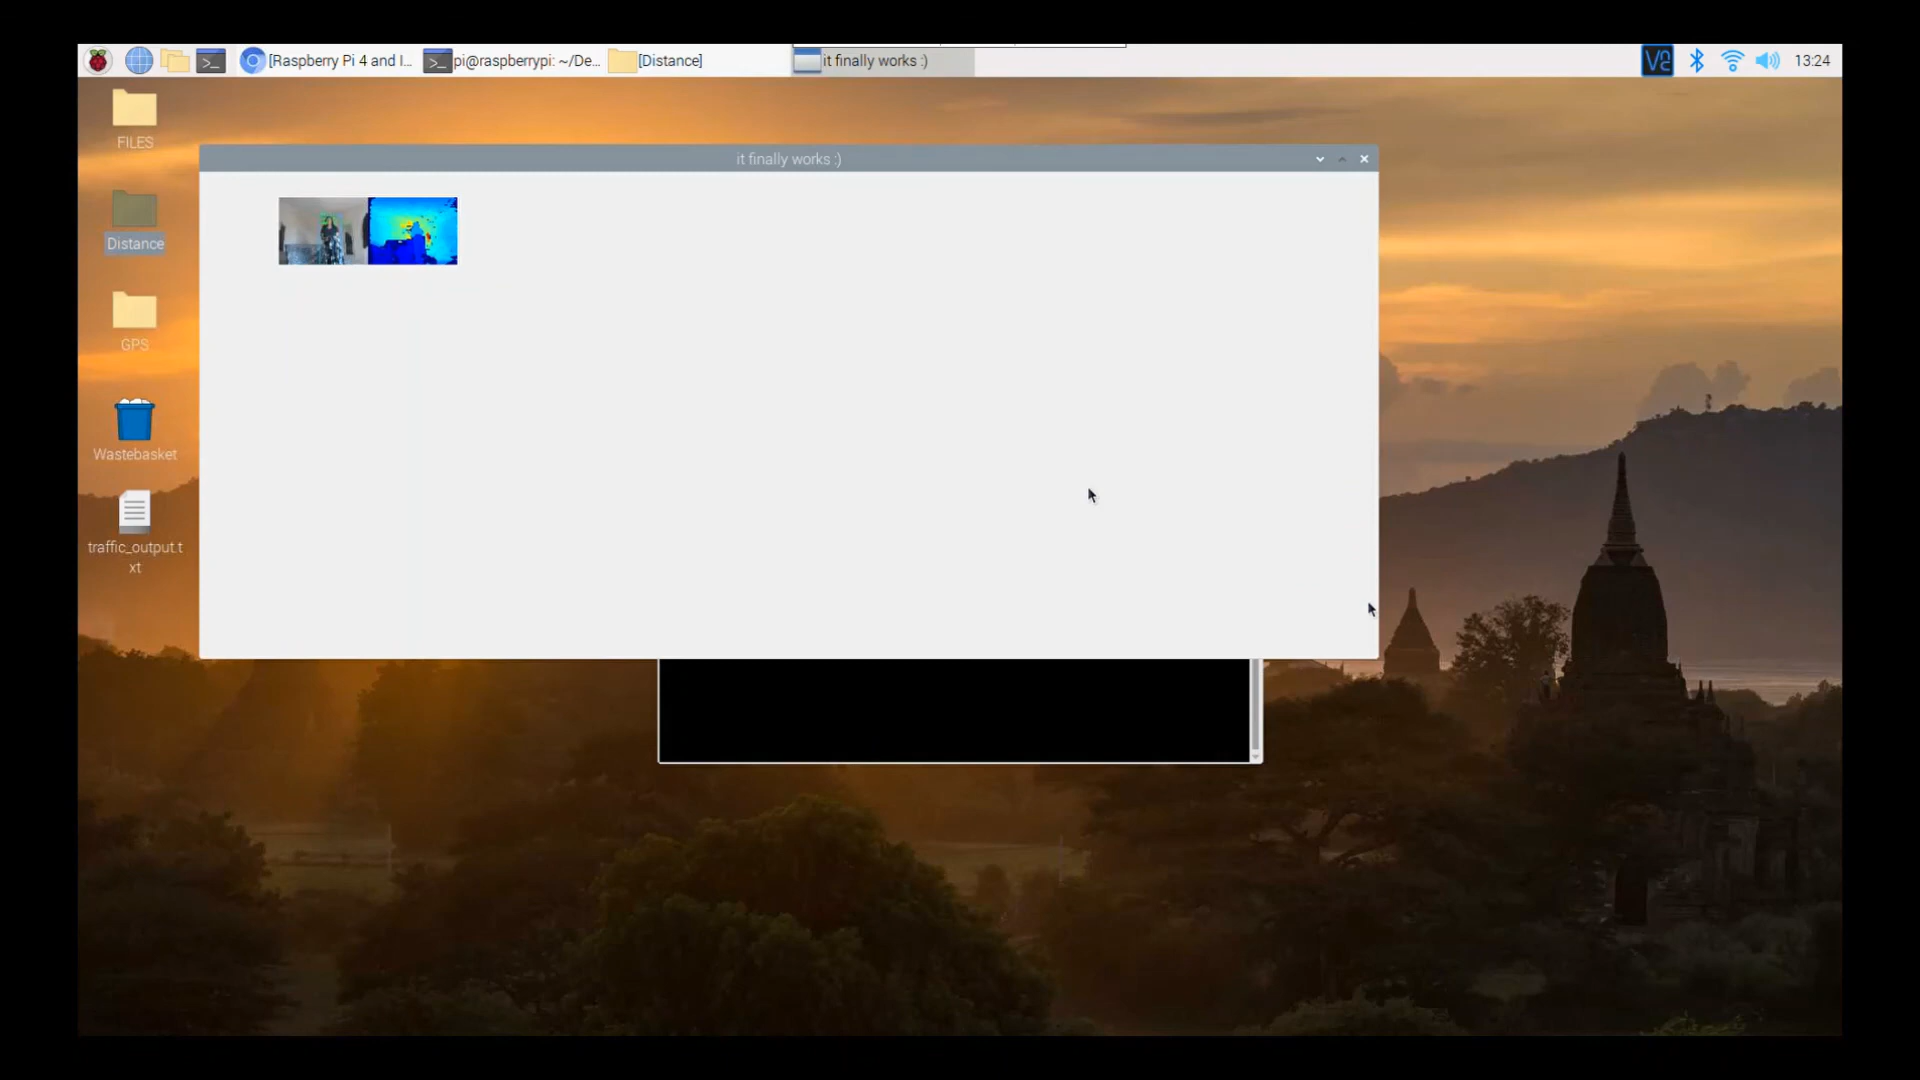 [Raspberry Pi 4 and I...
pi@raspberrypi: ~/De...
[Distance]
it finally works :)
13:24
FILES
Distance
GPS
Wastebasket
traffic_output.t
xt
it finally works :)